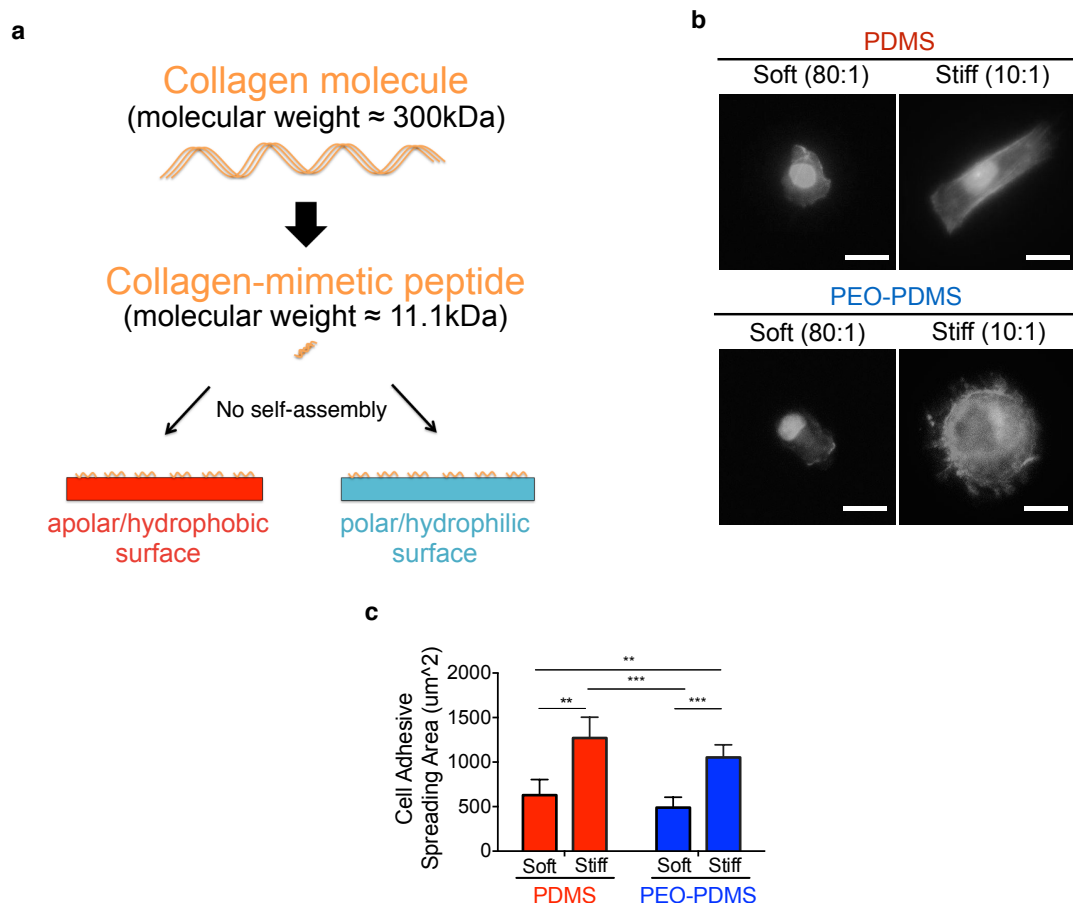 a
Collagen molecule
(molecular weight ≈ 300kDa)
Collagen-mimetic peptide
(molecular weight ≈ 11.1kDa)
No self-assembly
apolar/hydrophobic
surface
polar/hydrophilic
surface
b
PDMS
Soft (80:1)
Stiff (10:1)
PEO-PDMS
Soft (80:1)
Stiff (10:1)
c
Cell Adhesive
Spreading Area (um^2)
2000
1500
1000
500
0
**
***
**
***
Soft
Stiff
Soft
Stiff
PDMS
PEO-PDMS